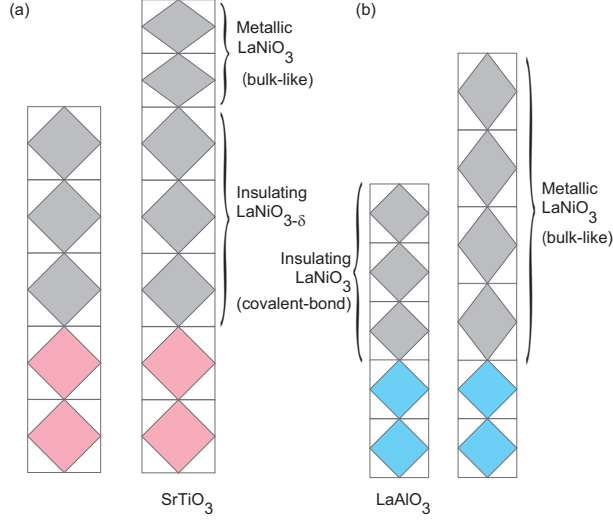 (a)
Metallic
LaNiO3
(bulk-like)
Insulating
LaNiO3-δ
SrTiO3
(b)
Insulating
LaNiO3
(covalent-bond)
Metallic
LaNiO3
(bulk-like)
LaAlO3